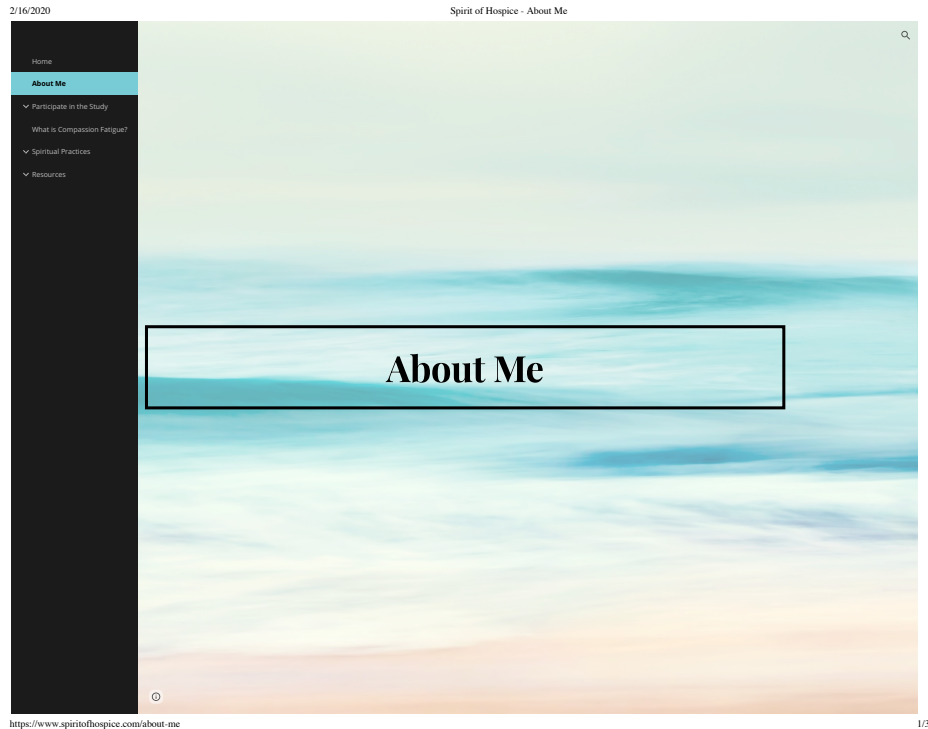 2/16/2020
Spirit of Hospice - About Me
Home
About Me
Participate in the Study
What is Compassion Fatigue?
Spiritual Practices
Resources
About Me
https://www.spiritofhospice.com/about-me
1/3